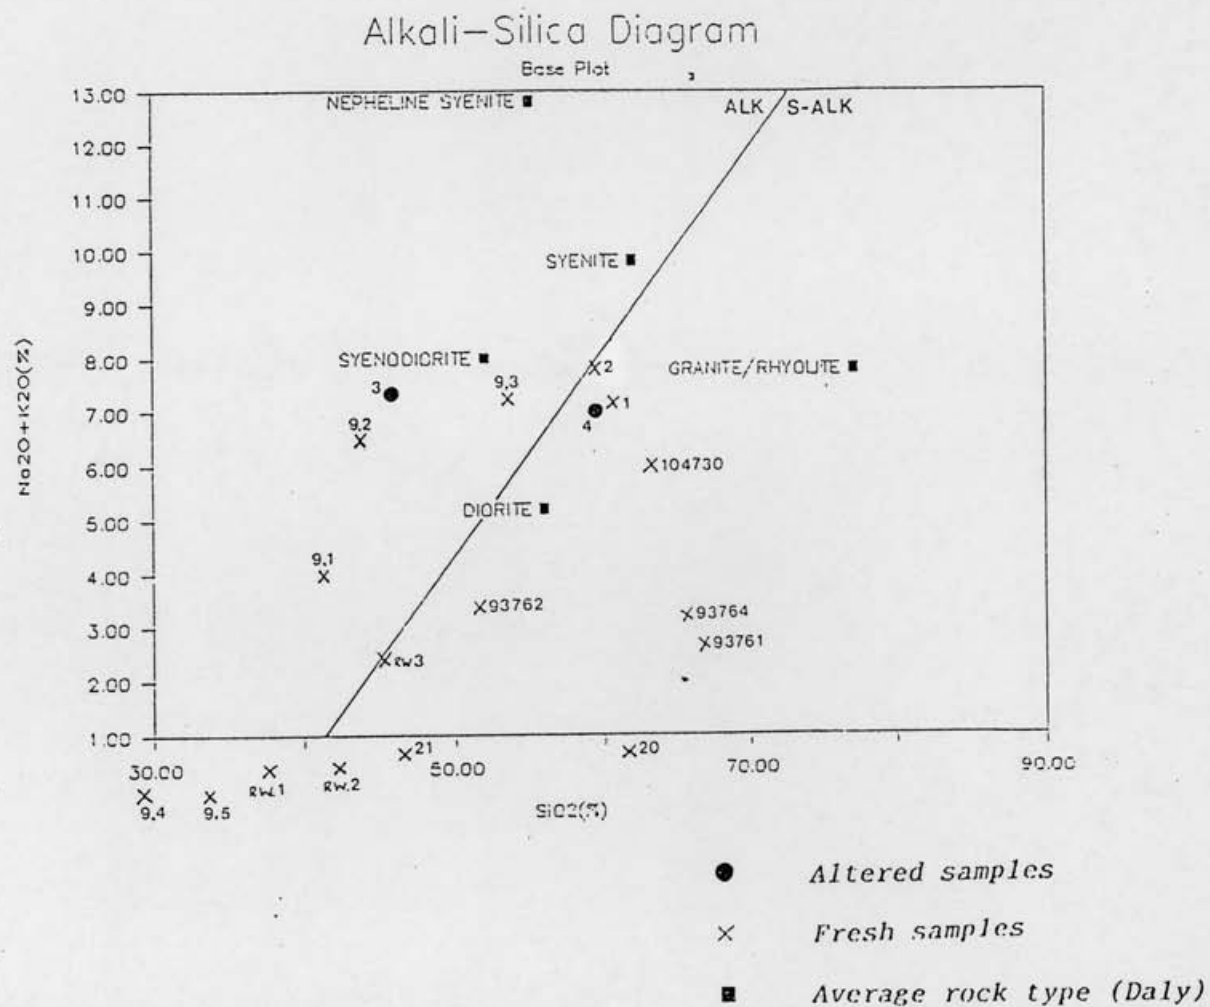 Alkali-Silica Diagram
Base Plot
13.00
NEPHELINE SYENITE
ALK
S-ALK
12.00
11.00
10.00
SYENITE
9.00
8.00
SYENODIORITE
2
GRANITE/RHYOLITE
3
9.3
1
7.00
9.2
4
6.00
104730
Na2O+K2O(%)
5.00
DIORITE
9.1
4.00
93762
93764
3.00
93761
RW3
2.00
1.00
21
20
30.00
50.00
70.00
90.00
RW.1
RW.2
9.4
9.5
SiO2(%)
Altered samples
Fresh samples
Average rock type (Daly)